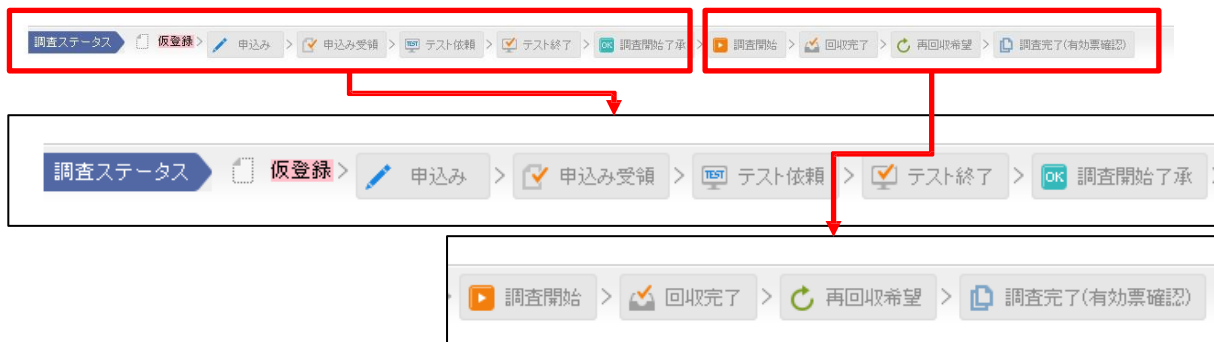 調査ステータス 仮登録 > 申込み > 申込み受領 > TEST テスト依頼 > テスト終了 > OK 調査開始了承 > 調査開始 > 回収完了 > 再回収希望 > 調査完了(有効票確認)
調査ステータス 仮登録 > 申込み > 申込み受領 > TEST テスト依頼 > テスト終了 > OK 調査開始了承 >
調査開始 > 回収完了 > 再回収希望 > 調査完了(有効票確認)